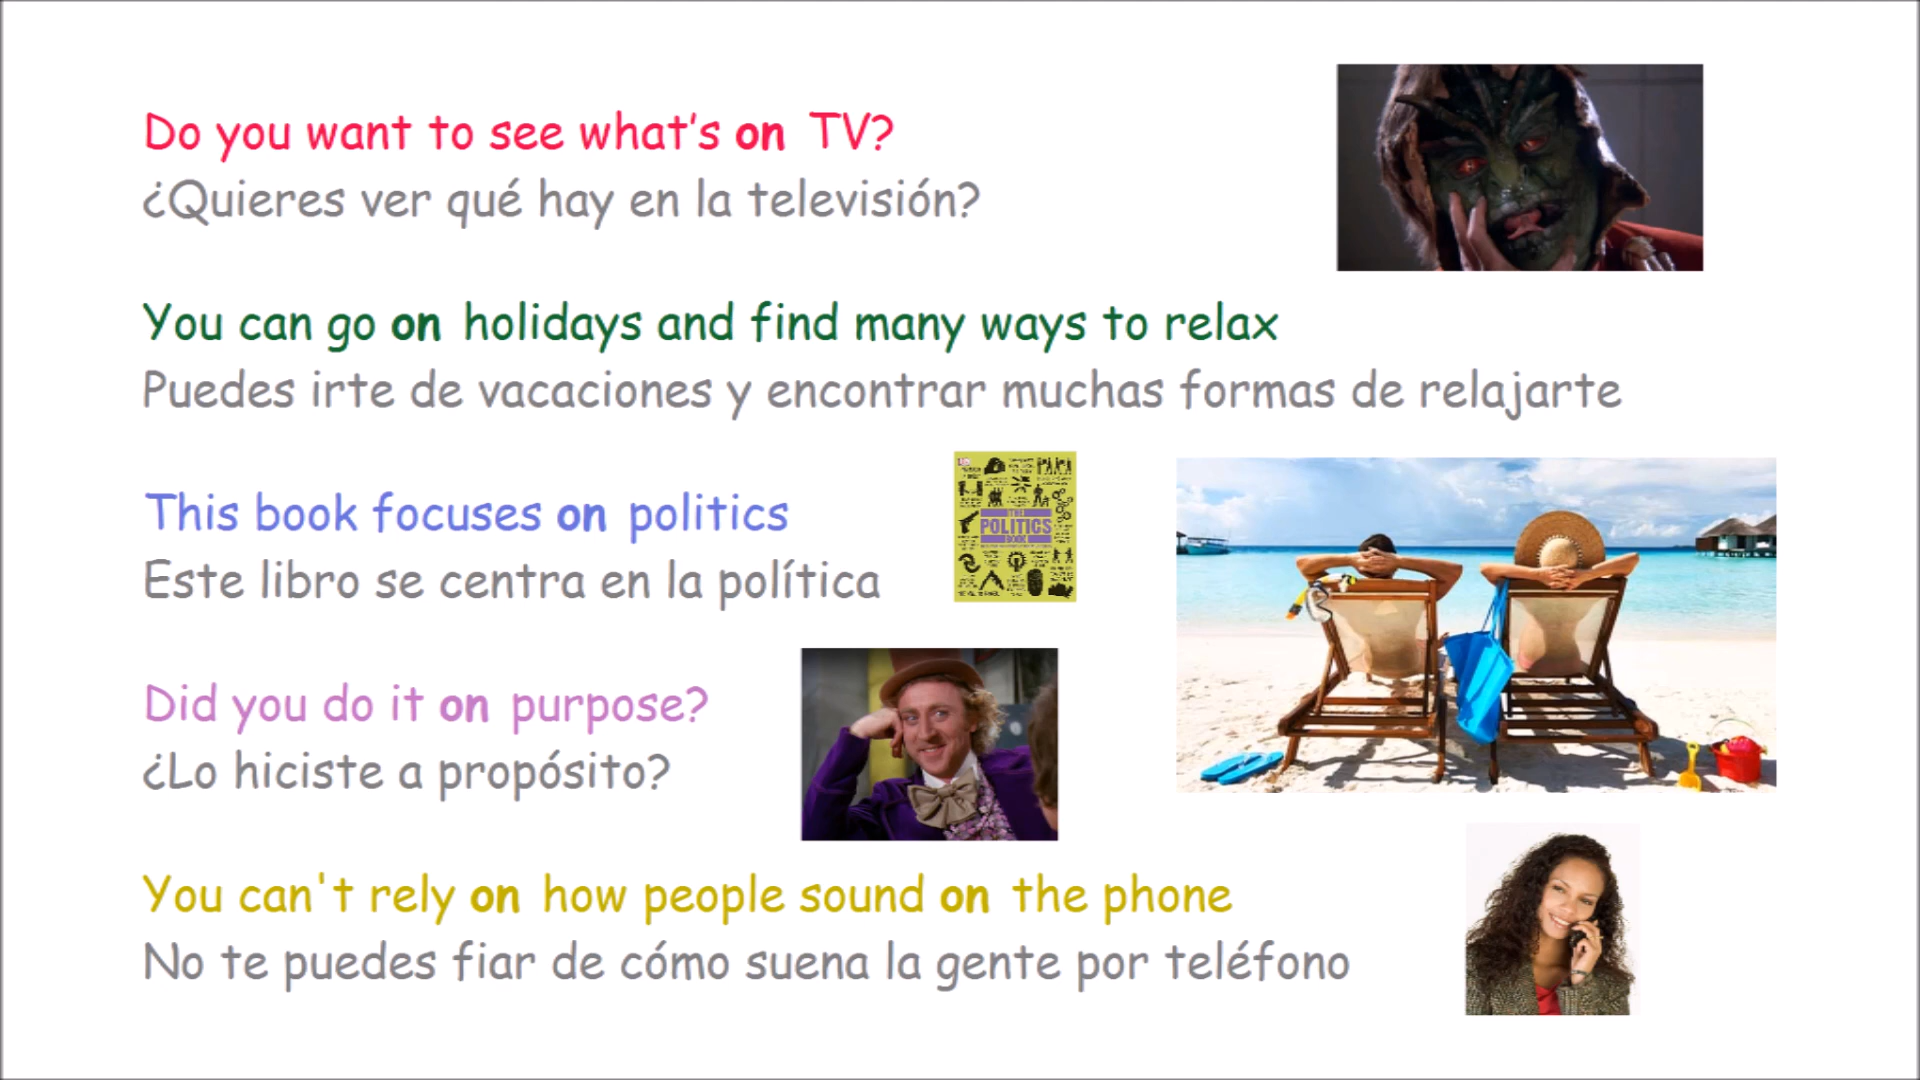 Do you want to see what's on TV?
¿Quieres ver qué hay en la televisión?
You can go on holidays and find many ways to relax
Puedes irte de vacaciones y encontrar muchas formas de relajarte
This book focuses on politics
Este libro se centra en la política
THE
POLITICS
BOOK
Did you do it on purpose?
¿Lo hiciste a propósito?
You can't rely on how people sound on the phone
No te puedes fiar de cómo suena la gente por teléfono